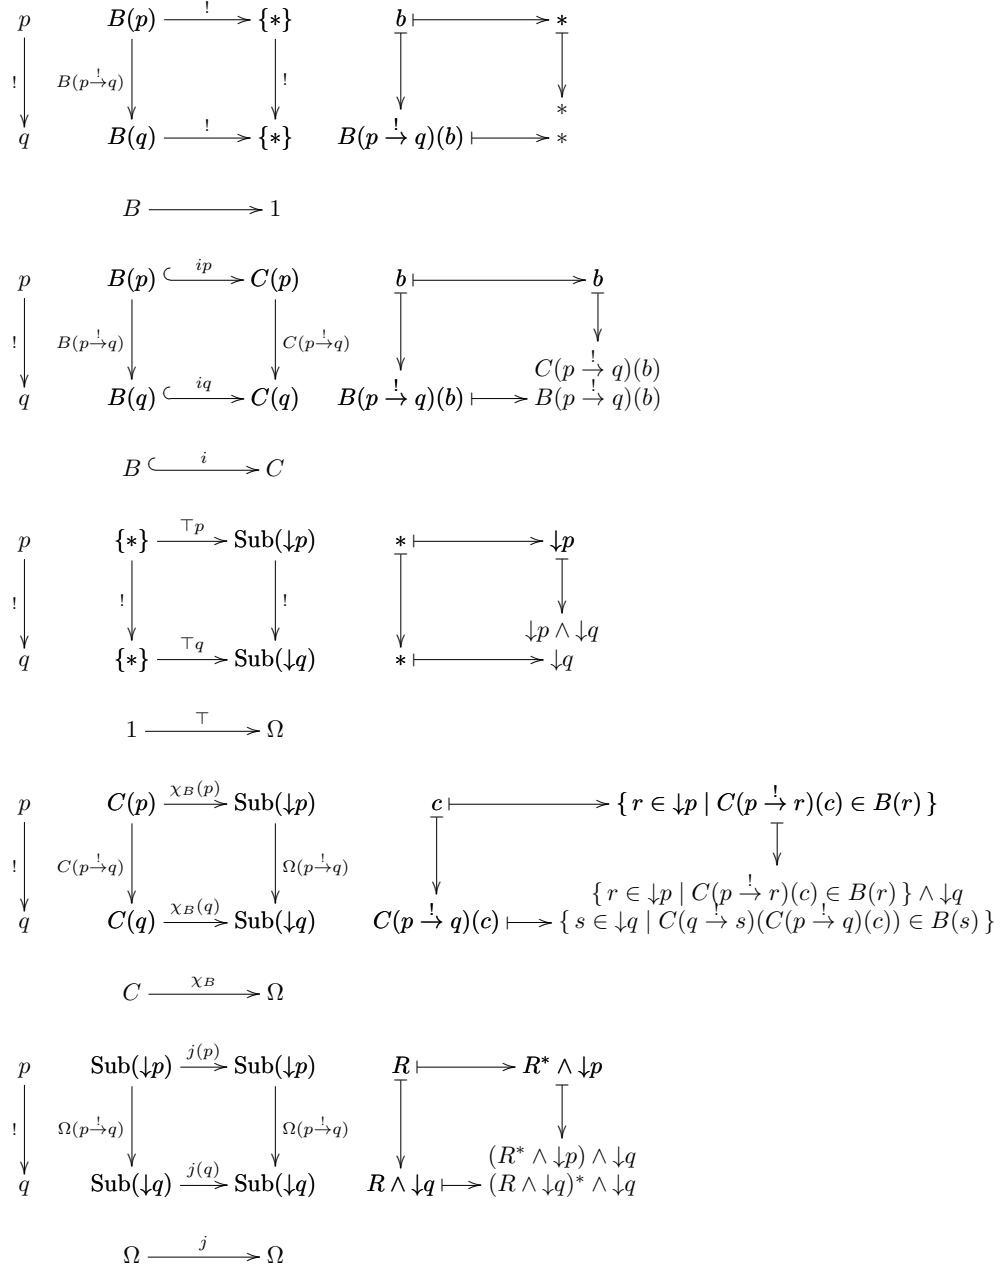 p B(p) ! {∗} b ∗
! B(p→!q) !
∗
q B(q) ! {∗} B(p →! q)(b) ∗
B 1
p B(p) ip C(p) b b
! B(p→!q) C(p→!q)
C(p →! q)(b)
q B(q) iq C(q) B(p →! q)(b) B(p →! q)(b)
B i C
p {∗} ⊤p Sub(↓p) ∗ ↓p
! ! !
↓p ∧ ↓q
q {∗} ⊤q Sub(↓q) ∗ ↓q
1 ⊤ Ω
p C(p) χB(p) Sub(↓p) c { r ∈ ↓p | C(p →! r)(c) ∈ B(r) }
! C(p→!q) Ω(p→!q)
{ r ∈ ↓p | C(p →! r)(c) ∈ B(r) } ∧ ↓q
q C(q) χB(q) Sub(↓q) C(p →! q)(c) { s ∈ ↓q | C(q →! s)(C(p →! q)(c)) ∈ B(s) }
C χB Ω
p Sub(↓p) j(p) Sub(↓p) R R* ∧ ↓p
! Ω(p→!q) Ω(p→!q)
(R* ∧ ↓p) ∧ ↓q
q Sub(↓q) j(q) Sub(↓q) R ∧ ↓q (R ∧ ↓q)* ∧ ↓q
Ω j Ω